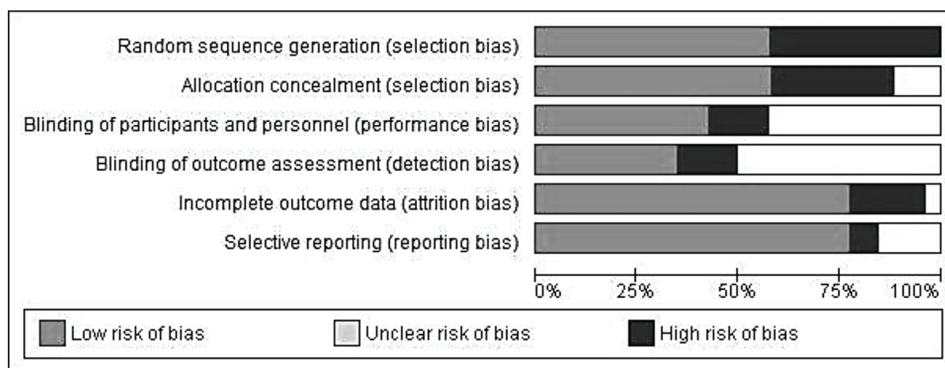 Random sequence generation (selection bias)
Allocation concealment (selection bias)
Blinding of participants and personnel (performance bias)
Blinding of outcome assessment (detection bias)
Incomplete outcome data (attrition bias)
Selective reporting (reporting bias)
0% 25% 50% 75% 100%
Low risk of bias Unclear risk of bias High risk of bias